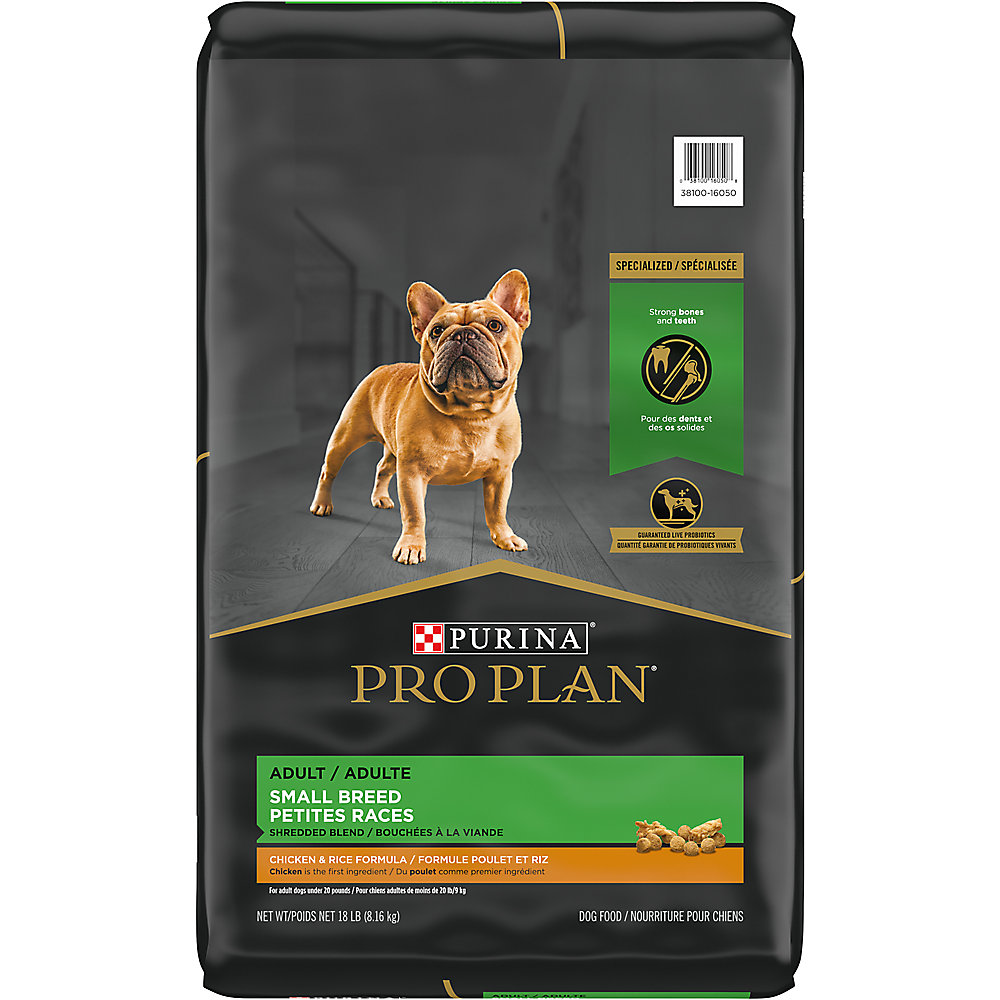 0 38100 16050 8
38100-16050
SPECIALIZED / SPÉCIALISÉE
Strong bones
and teeth
Pour des dents et
des os solides
GUARANTEED LIVE PROBIOTICS
QUANTITÉ GARANTIE DE PROBIOTIQUES VIVANTS
PURINA®
PRO PLAN®
ADULT / ADULTE
SMALL BREED
PETITES RACES
SHREDDED BLEND / BOUCHÉES À LA VIANDE
CHICKEN & RICE FORMULA / FORMULE POULET ET RIZ
Chicken is the first ingredient / Du poulet comme premier ingrédient
For adult dogs under 20 pounds / Pour chiens adultes de moins de 20 lb/9 kg
NET WT/POIDS NET 18 LB (8.16 kg)
DOG FOOD / NOURRITURE POUR CHIENS